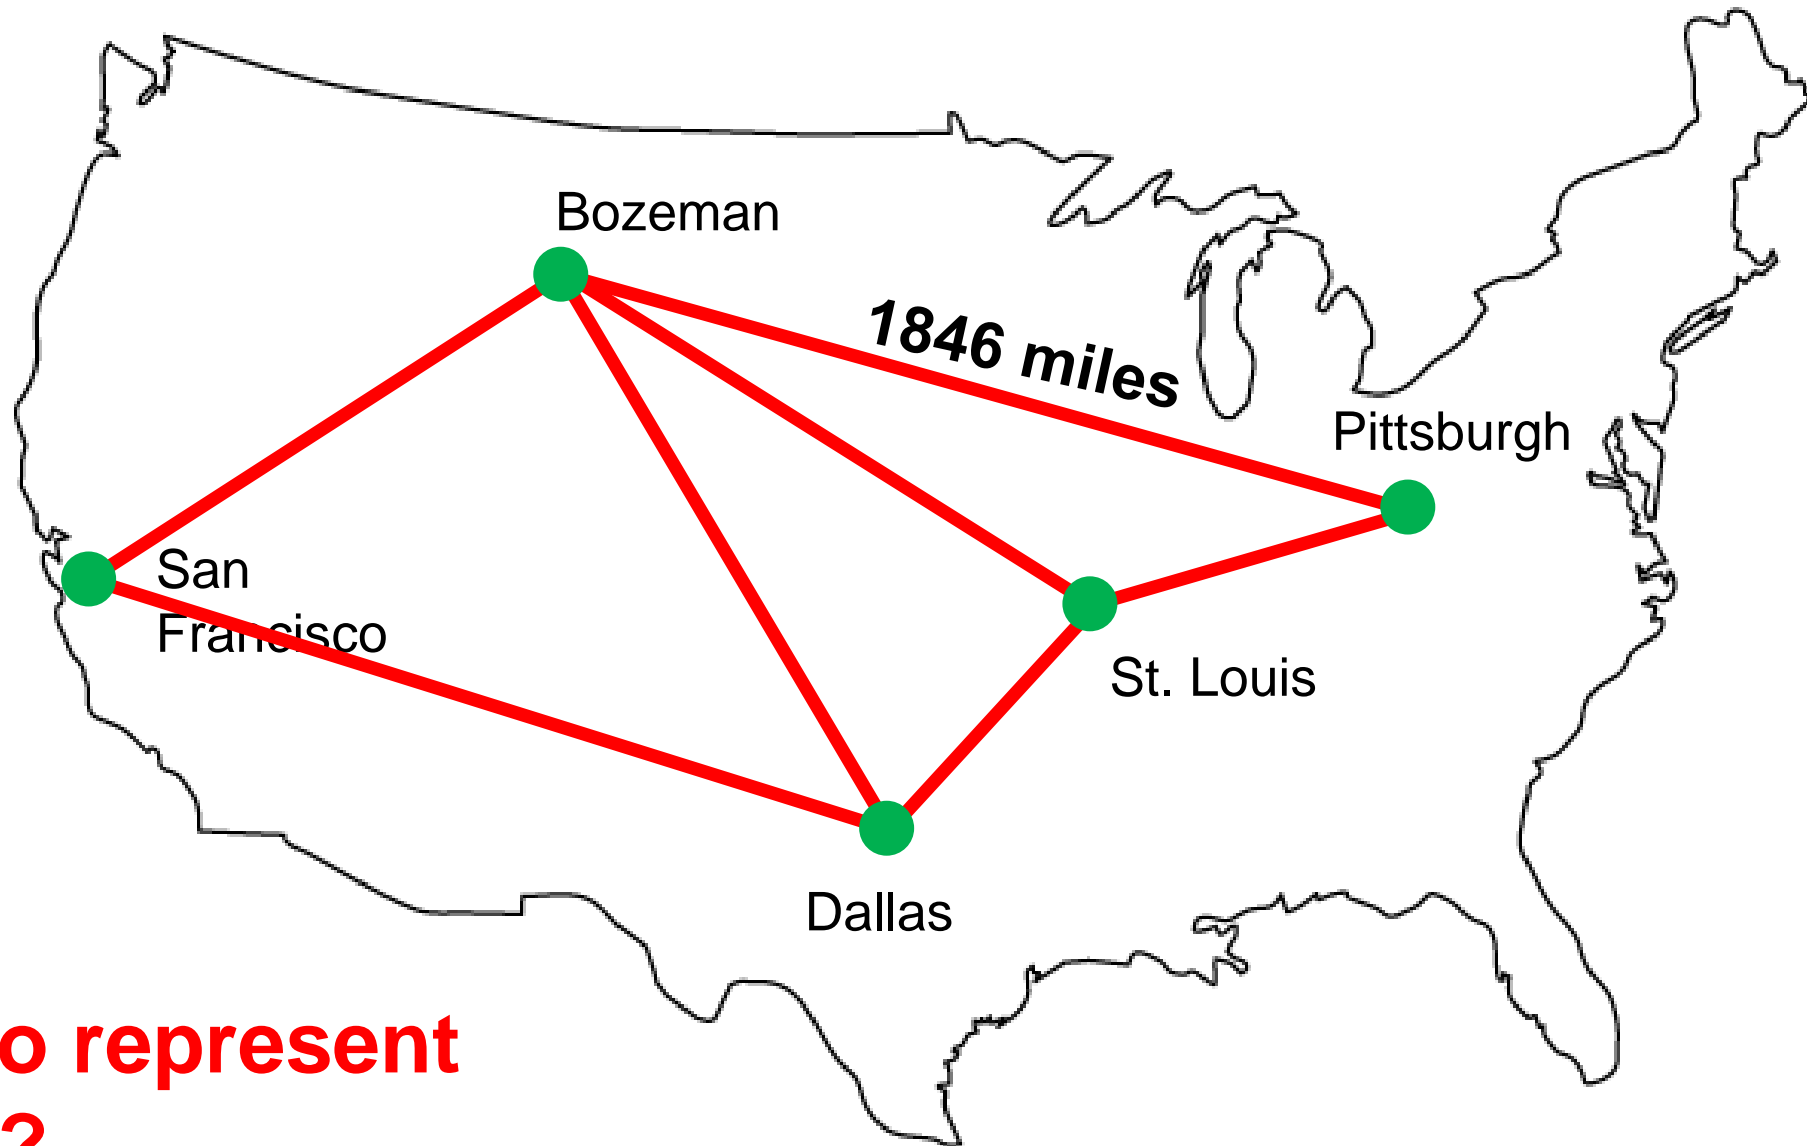 Bozeman
1846 miles
Pittsburgh
San
Francisco
St. Louis
Dallas
o represent
?